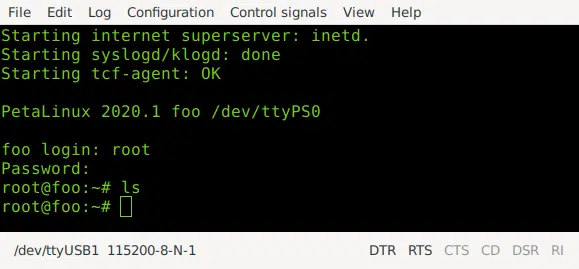 File Edit Log Configuration Control signals View Help
Starting internet superserver: inetd.
Starting syslogd/klogd: done
Starting tcf-agent: OK
PetaLinux 2020.1 foo /dev/ttyPS0
foo login: root
Password:
root@foo:~# ls
root@foo:~#
/dev/ttyUSB1 115200-8-N-1 DTR RTS CTS CD DSR RI